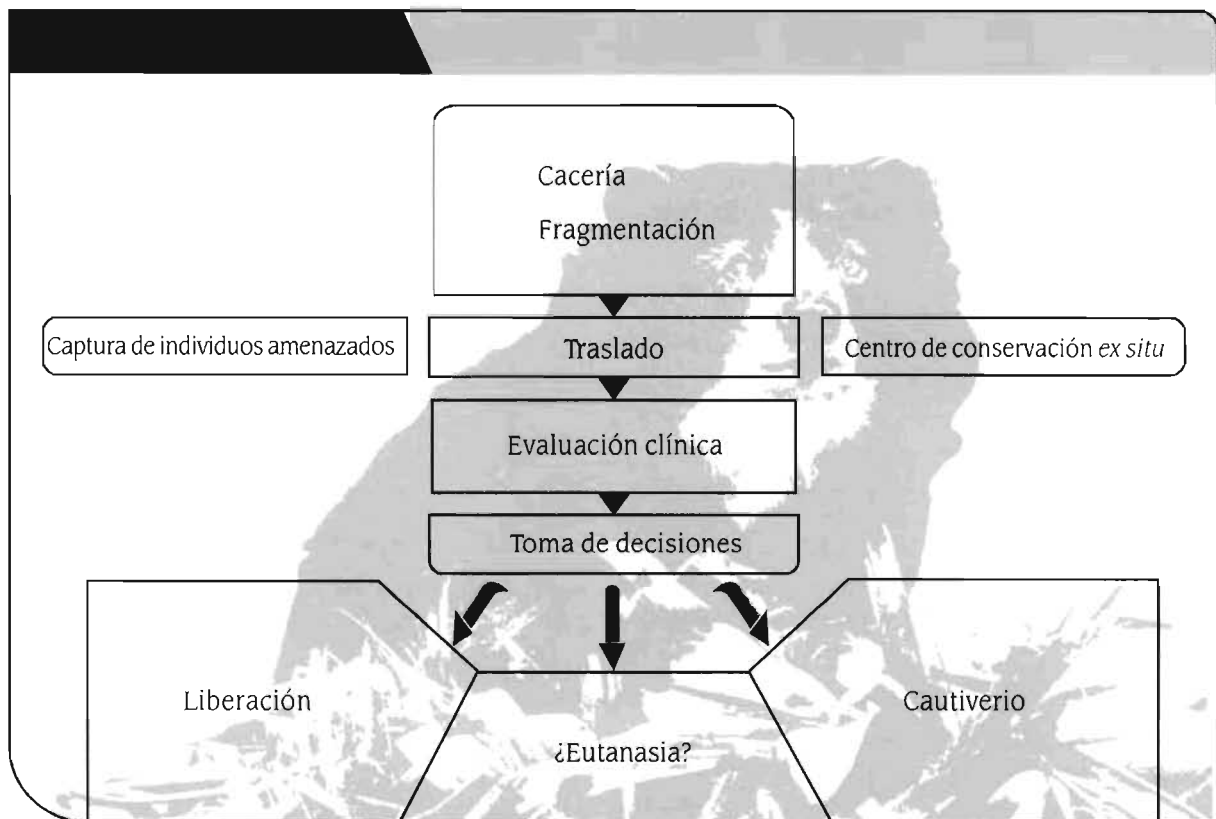 Cacería
Fragmentación
Captura de individuos amenazados
Traslado
Centro de conservación ex situ
Evaluación clínica
Toma de decisiones
Liberación
¿Eutanasia?
Cautiverio